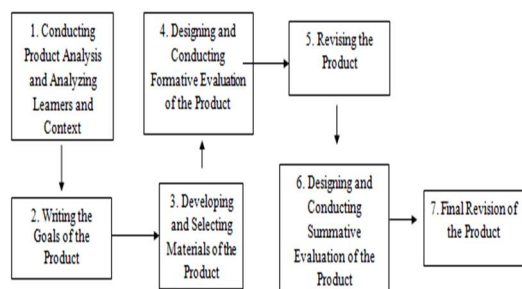 1. Conducting
Product Analysis
and Analyzing
Learners and
Context
2. Writing the
Goals of the
Product
3. Developing
and Selecting
Materials of the
Product
4. Designing and
Conducting
Formative Evaluation
of the Product
5. Revising the
Product
6. Designing and
Conducting
Summative
Evaluation of the
Product
7. Final Revision of
the Product